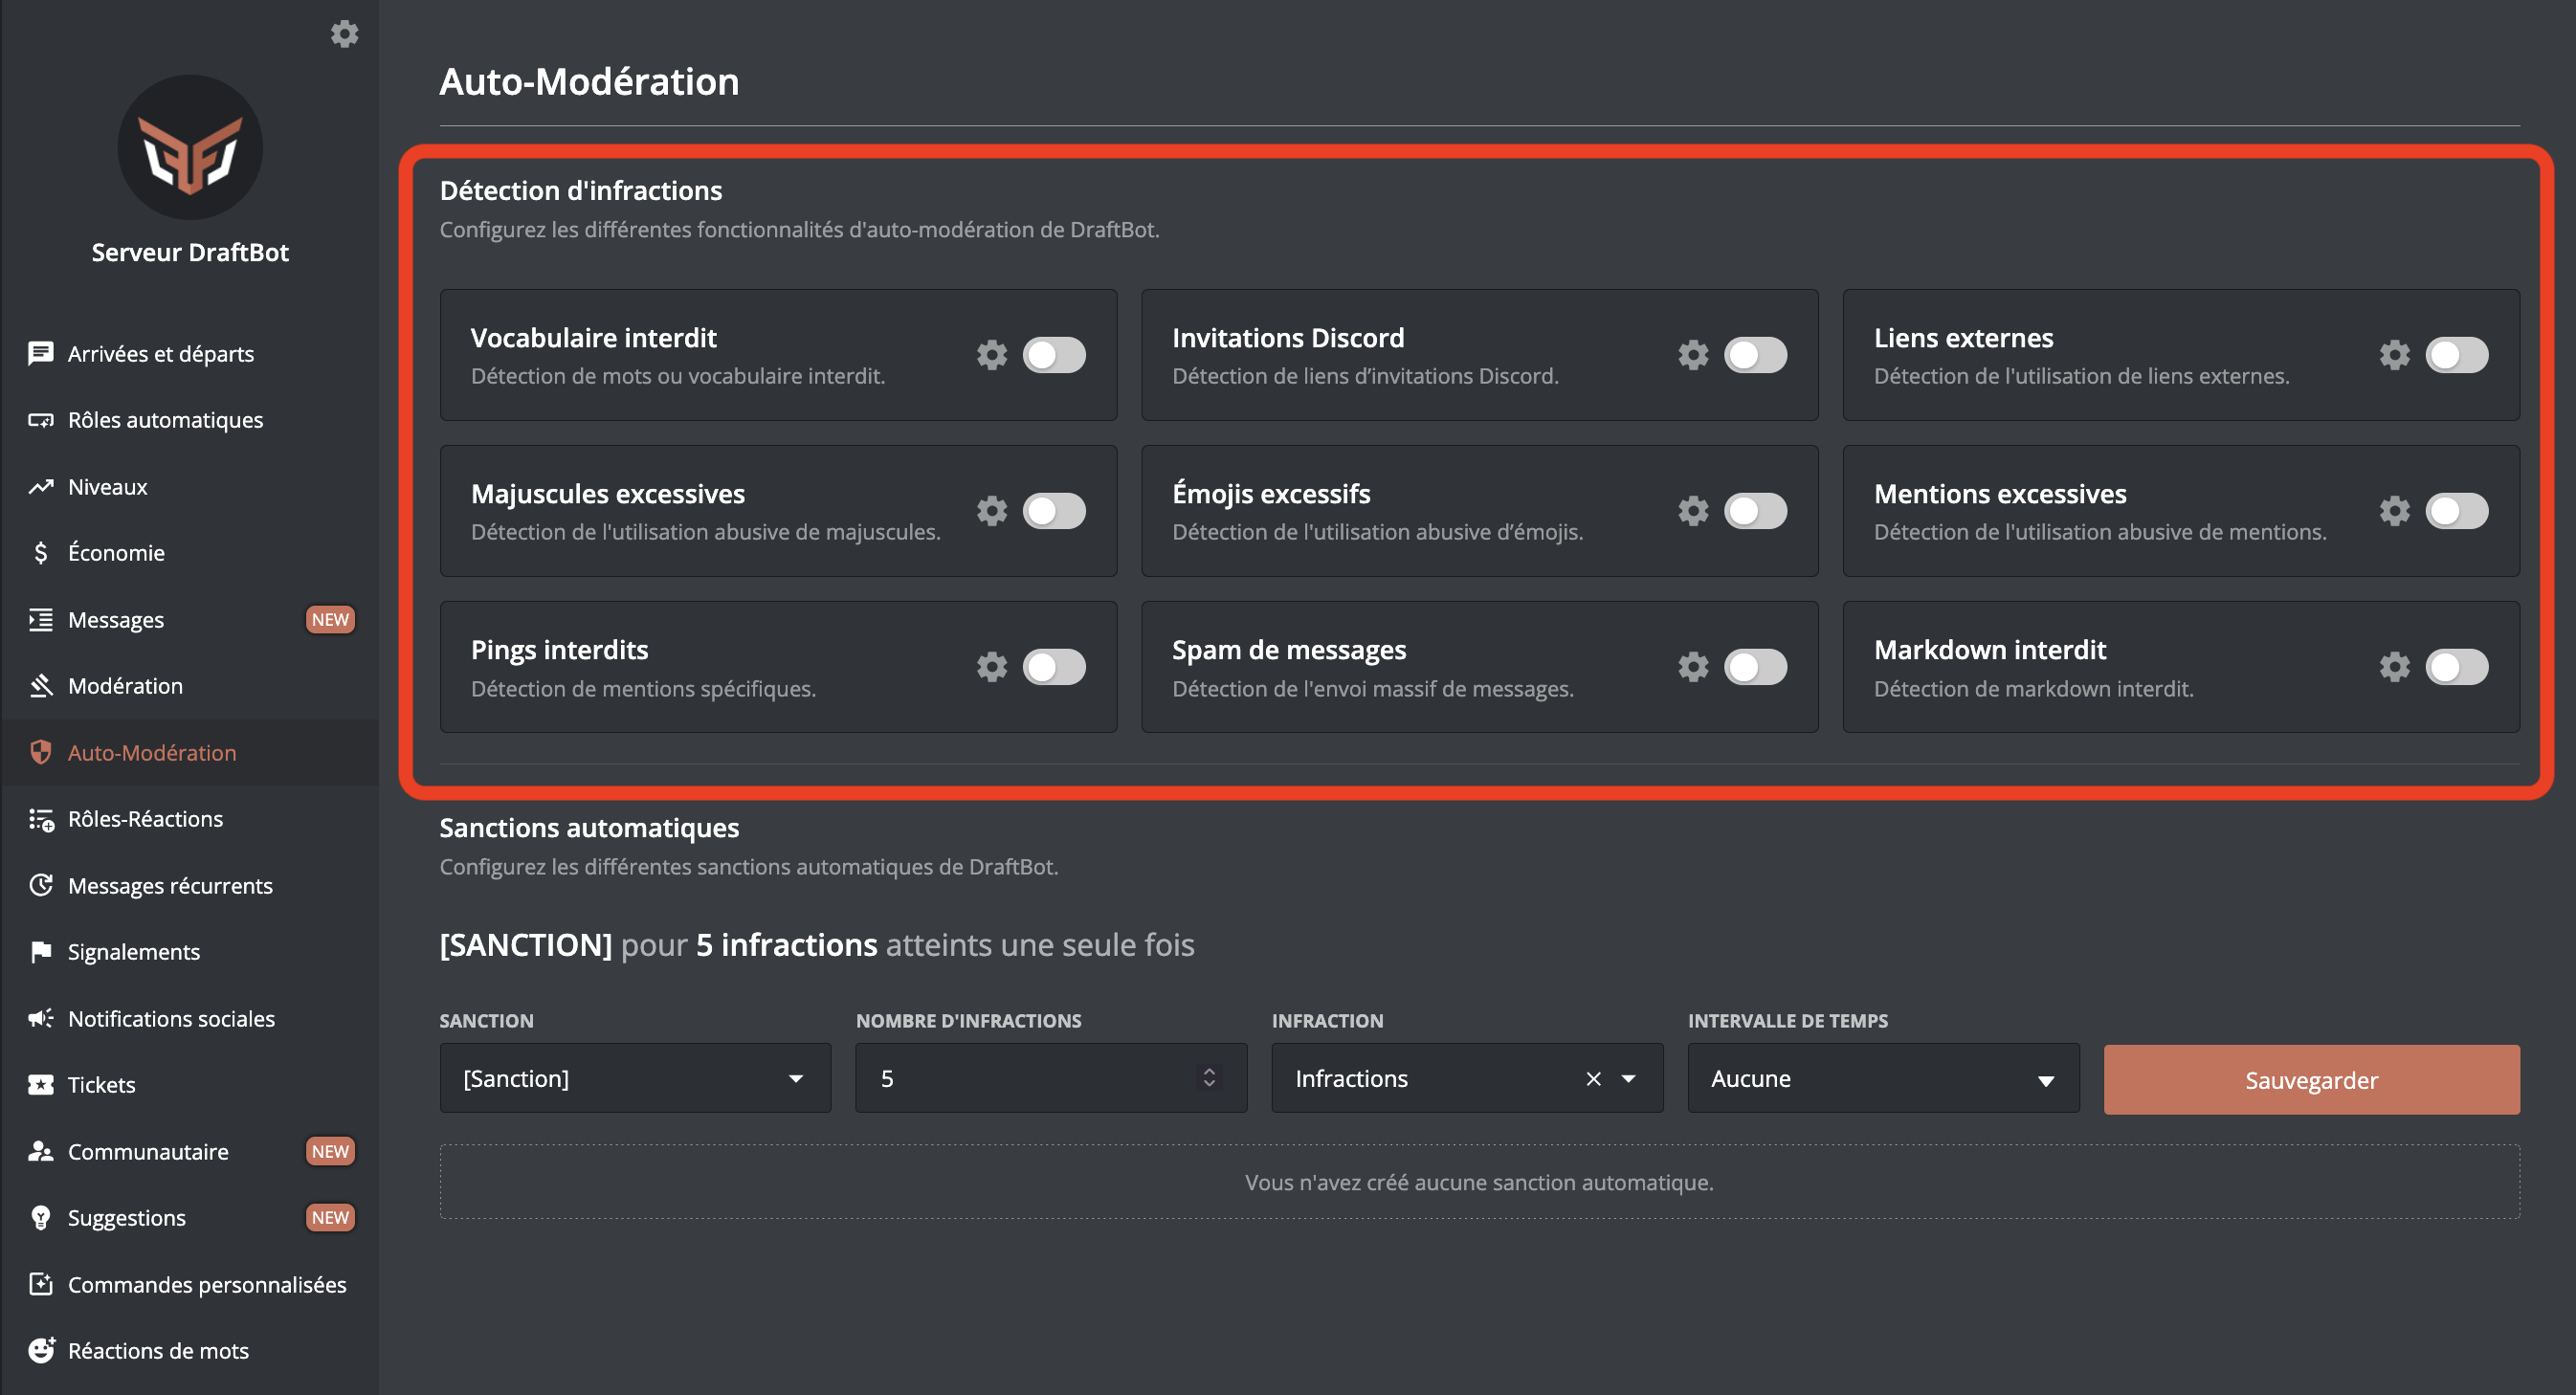 Serveur DraftBot
Arrivées et départs
Rôles automatiques
Niveaux
Économie
Messages NEW
Modération
Auto-Modération
Rôles-Réactions
Messages récurrents
Signalements
Notifications sociales
Tickets
Communautaire NEW
Suggestions NEW
Commandes personnalisées
Réactions de mots
Auto-Modération
Détection d'infractions
Configurez les différentes fonctionnalités d'auto-modération de DraftBot.
Vocabulaire interdit
Détection de mots ou vocabulaire interdit.
Invitations Discord
Détection de liens d’invitations Discord.
Liens externes
Détection de l'utilisation de liens externes.
Majuscules excessives
Détection de l'utilisation abusive de majuscules.
Émojis excessifs
Détection de l'utilisation abusive d’émojis.
Mentions excessives
Détection de l'utilisation abusive de mentions.
Pings interdits
Détection de mentions spécifiques.
Spam de messages
Détection de l'envoi massif de messages.
Markdown interdit
Détection de markdown interdit.
Sanctions automatiques
Configurez les différentes sanctions automatiques de DraftBot.
[SANCTION] pour 5 infractions atteints une seule fois
SANCTION
[Sanction]
NOMBRE D'INFRACTIONS
5
INFRACTION
Infractions
INTERVALLE DE TEMPS
Aucune
Sauvegarder
Vous n'avez créé aucune sanction automatique.